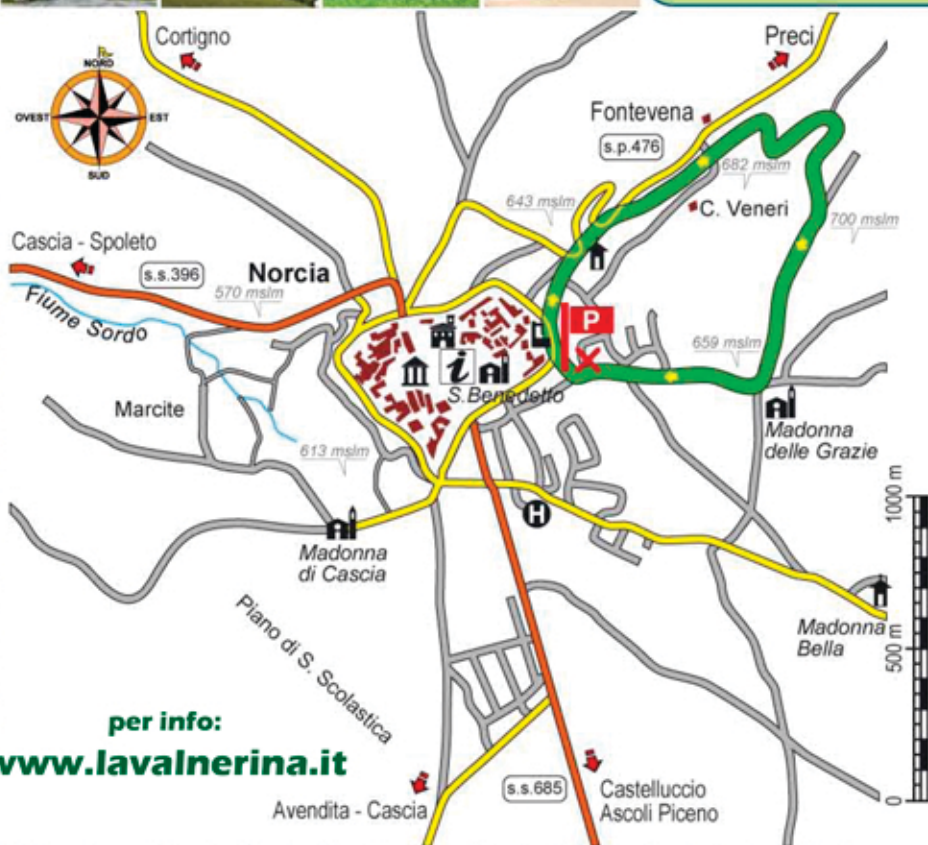 Cortigno
Preci
NORD
OVEST
EST
SUD
Fontevena
s.p.476
682 mslm
643 mslm
C. Veneri
700 mslm
Cascia - Spoleto
s.s.396
Norcia
570 mslm
Fiume Sordo
P
659 mslm
i
S.Benedetto
Marcite
Madonna
delle Grazie
613 mslm
H
1000 m
Madonna
di Cascia
Piano di S. Scolastica
Madonna
Bella
500 m
per info:
www.lavalnerina.it
s.s.685
Castelluccio
Ascoli Piceno
Avendita - Cascia
0